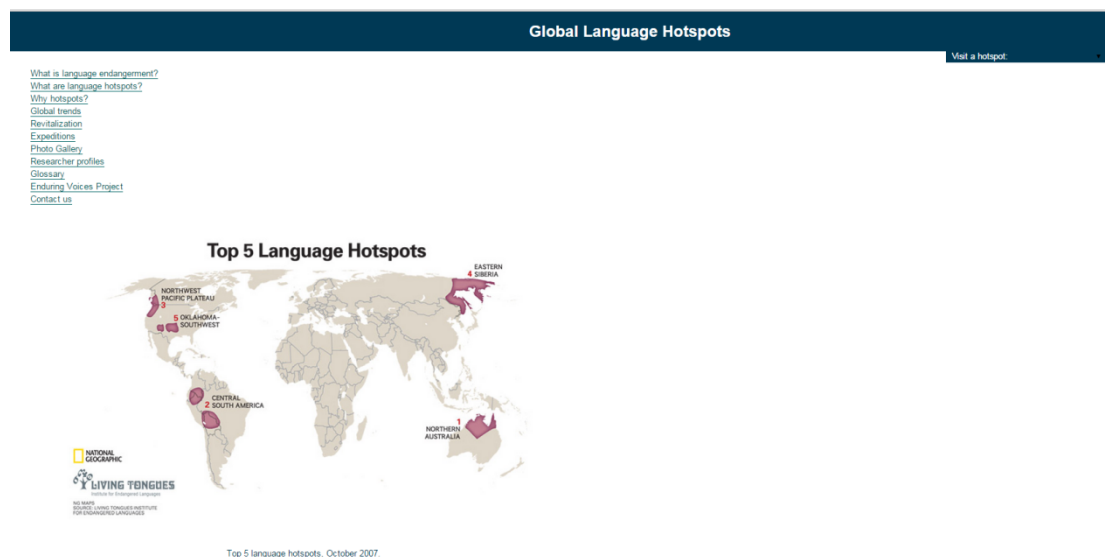 Global Language Hotspots
Visit a hotspot:
What is language endangerment?
What are language hotspots?
Why hotspots?
Global trends
Revitalization
Expeditions
Photo Gallery
Researcher profiles
Glossary
Enduring Voices Project
Contact us
Top 5 Language Hotspots
EASTERN
4 SIBERIA
NORTHWEST
PACIFIC PLATEAU
3
5 OKLAHOMA-
SOUTHWEST
CENTRAL
2 SOUTH AMERICA
1
NORTHERN
AUSTRALIA
NATIONAL
GEOGRAPHIC
LIVING TONGUES
Institute for Endangered Languages
NG MAPS
SOURCE: LIVING TONGUES INSTITUTE
FOR ENDANGERED LANGUAGES
Top 5 language hotspots, October 2007.